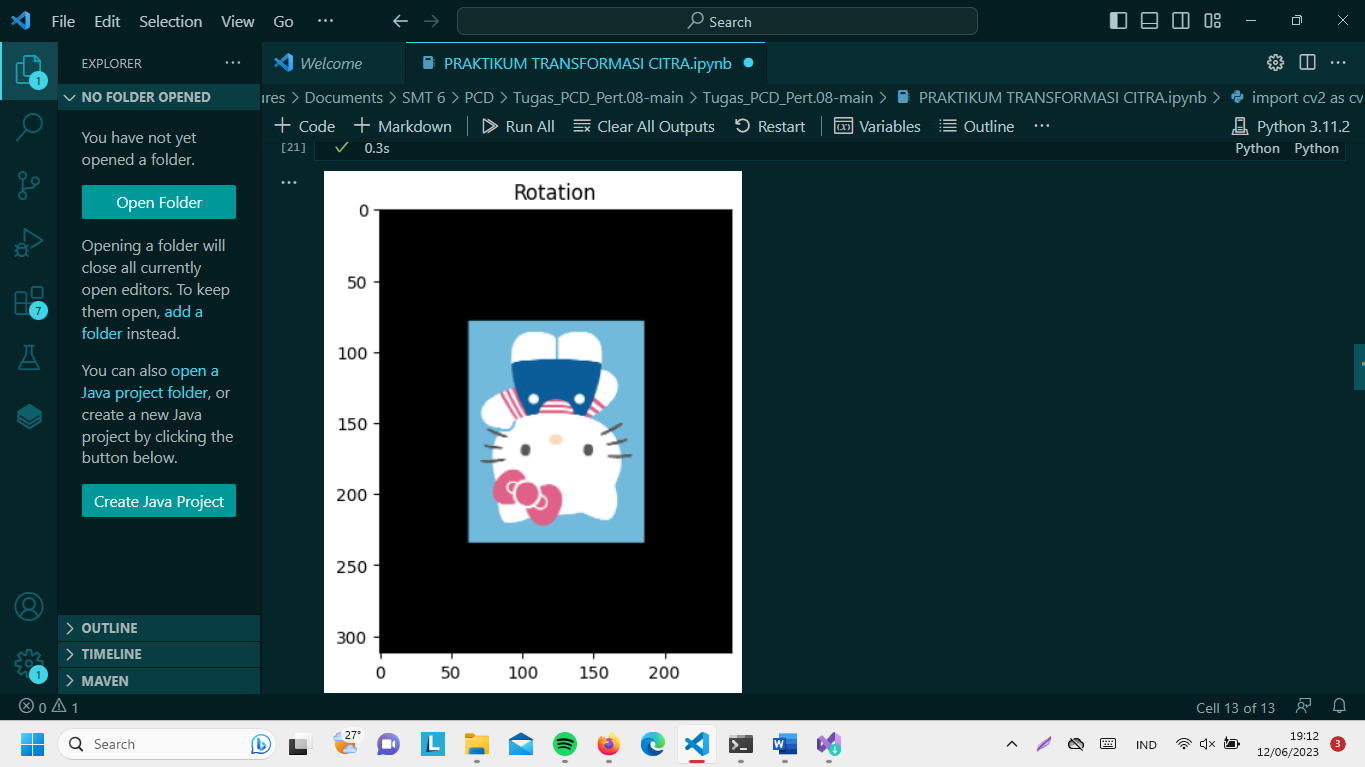 File Edit Selection View Go ··· Search
EXPLORER ···
Welcome
PRAKTIKUM TRANSFORMASI CITRA.ipynb
NO FOLDER OPENED
ures > Documents > SMT 6 > PCD > Tugas_PCD_Pert.08-main > Tugas_PCD_Pert.08-main > PRAKTIKUM TRANSFORMASI CITRA.ipynb > import cv2 as cv
+ Code + Markdown Run All Clear All Outputs Restart Variables Outline ··· Python 3.11.2
[21] 0.3s Python Python
You have not yet
opened a folder.
Open Folder
Opening a folder will
close all currently
open editors. To keep
them open, add a
folder instead.
You can also open a
Java project folder, or
create a new Java
project by clicking the
button below.
Create Java Project
OUTLINE
TIMELINE
MAVEN
1
7
1
Rotation
0
50
100
150
200
250
300
0 50 100 150 200
0 1 Cell 13 of 13
Search 27° L W IND 19:12
12/06/2023 3